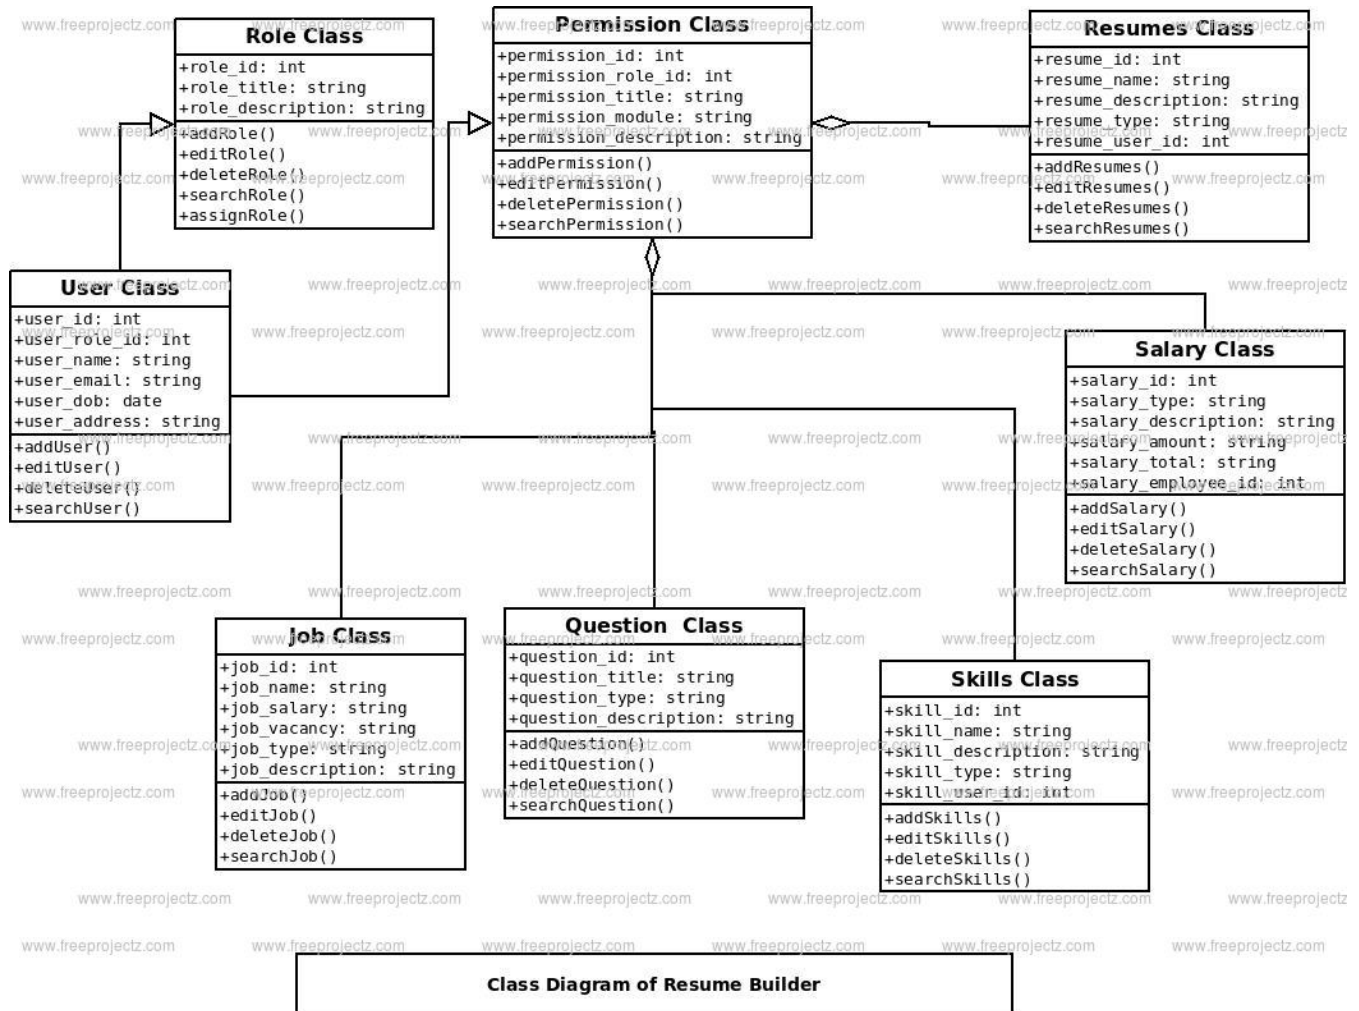 Role Class
+role_id: int
+role_title: string
+role_description: string
+addRole()
+editRole()
+deleteRole()
+searchRole()
+assignRole()
Permission Class
+permission_id: int
+permission_role_id: int
+permission_title: string
+permission_module: string
+permission_description: string
+addPermission()
+editPermission()
+deletePermission()
+searchPermission()
Resumes Class
+resume_id: int
+resume_name: string
+resume_description: string
+resume_type: string
+resume_user_id: int
+addResumes()
+editResumes()
+deleteResumes()
+searchResumes()
User Class
+user_id: int
+user_role_id: int
+user_name: string
+user_email: string
+user_dob: date
+user_address: string
+addUser()
+editUser()
+deleteUser()
+searchUser()
Salary Class
+salary_id: int
+salary_type: string
+salary_description: string
+salary_amount: string
+salary_total: string
+salary_employee_id: int
+addSalary()
+editSalary()
+deleteSalary()
+searchSalary()
Job Class
+job_id: int
+job_name: string
+job_salary: string
+job_vacancy: string
+job_type: string
+job_description: string
+addJob()
+editJob()
+deleteJob()
+searchJob()
Question Class
+question_id: int
+question_title: string
+question_type: string
+question_description: string
+addQuestion()
+editQuestion()
+deleteQuestion()
+searchQuestion()
Skills Class
+skill_id: int
+skill_name: string
+skill_description: string
+skill_type: string
+skill_user_id: int
+addSkills()
+editSkills()
+deleteSkills()
+searchSkills()
Class Diagram of Resume Builder
www.freeprojectz.com